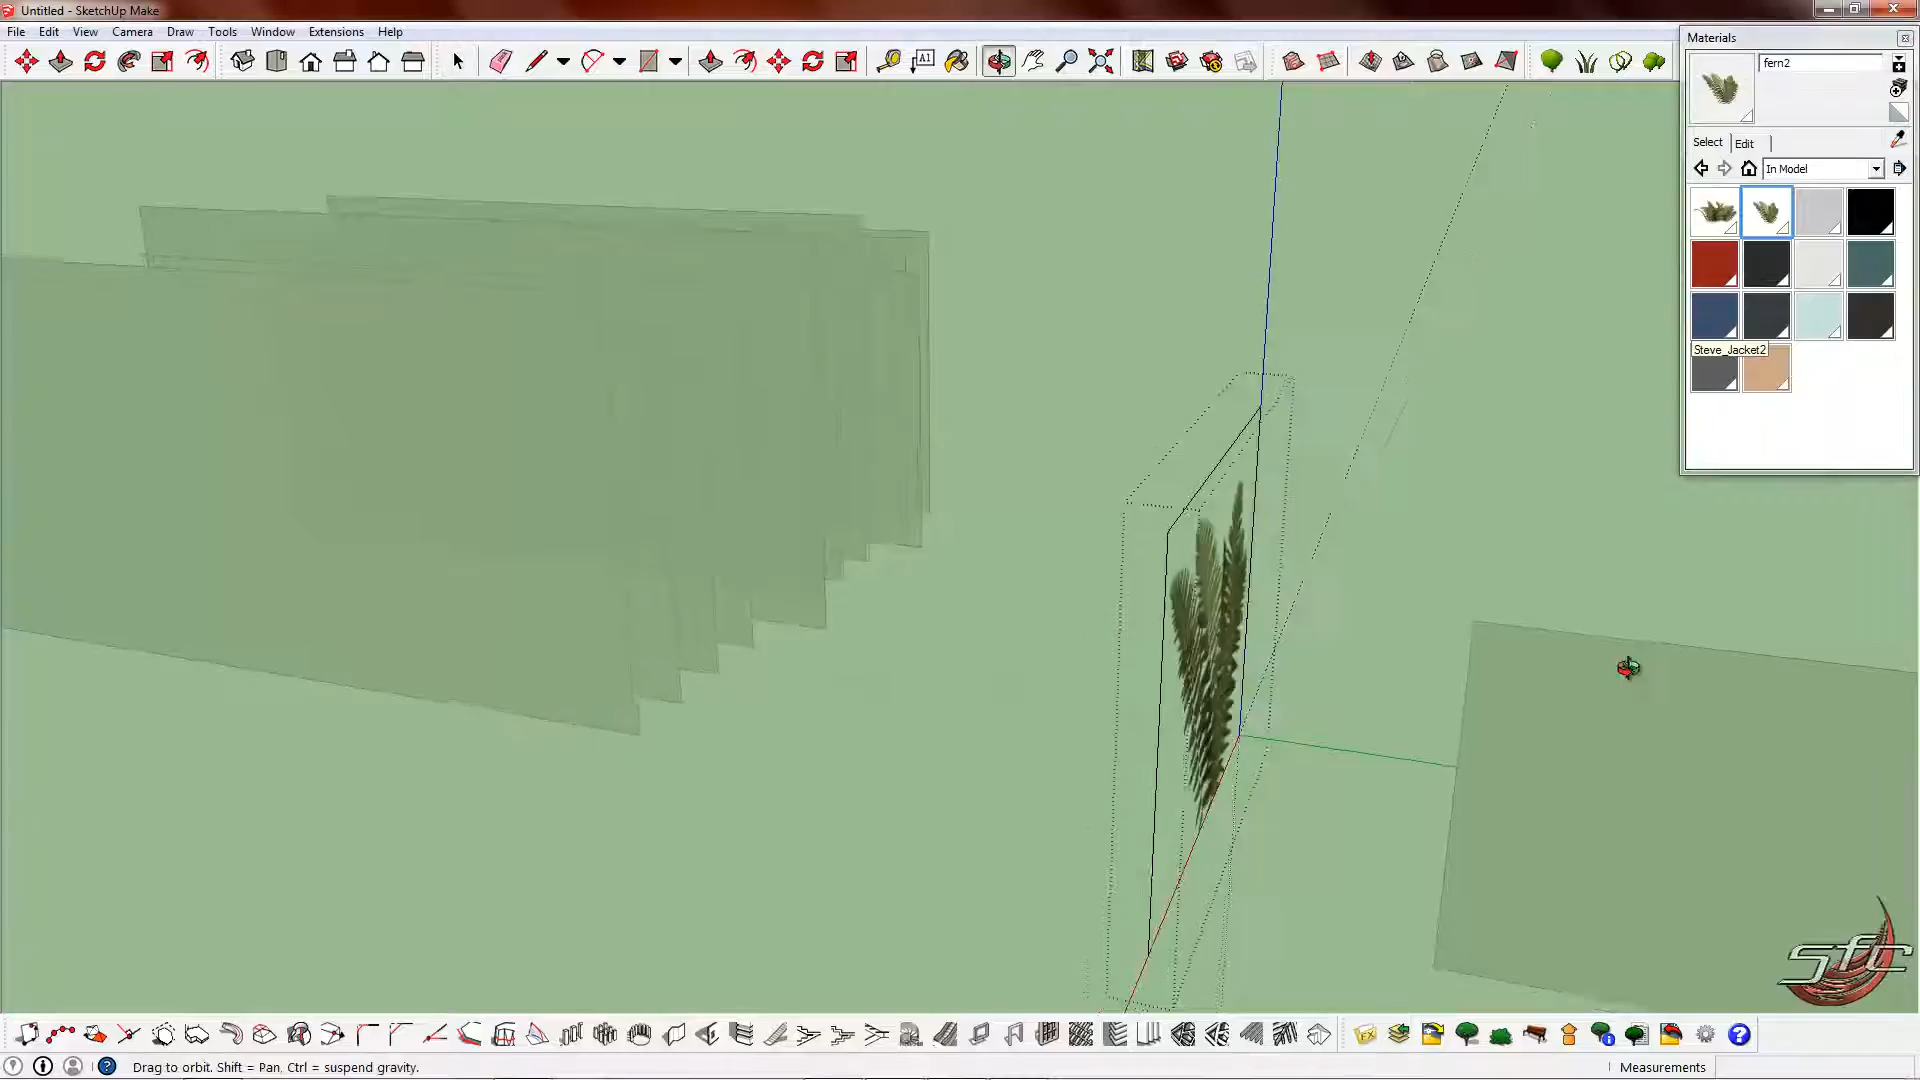 Untitled - SketchUp Make
File Edit View Camera Draw Tools Window Extensions Help
Materials
fern2
Select Edit
In Model
Steve_Jacket2
sfc
Drag to orbit. Shift = Pan, Ctrl = suspend gravity.
Measurements